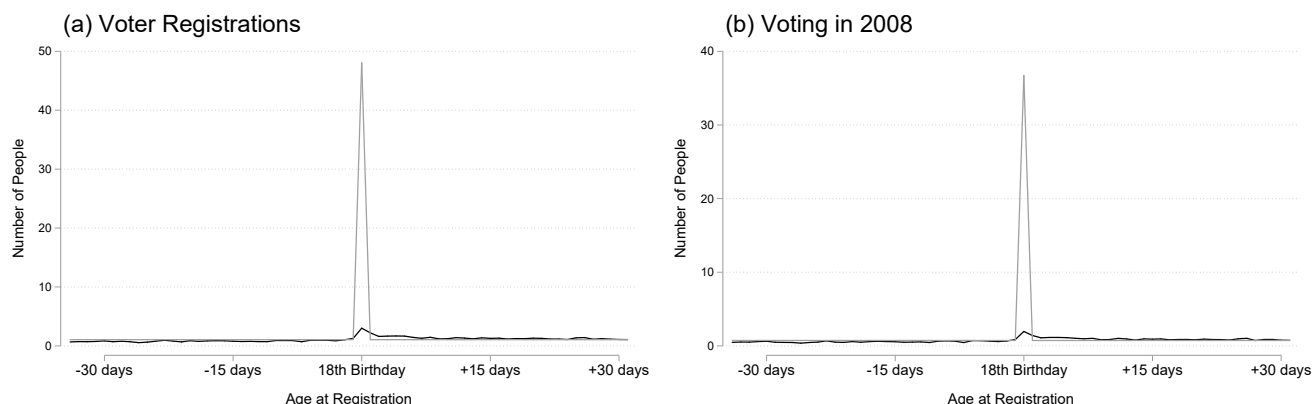 (a) Voter Registrations
50
40
30
20
10
0
Number of People
-30 days
-15 days
18th Birthday
+15 days
+30 days
Age at Registration
(b) Voting in 2008
40
30
20
10
0
Number of People
-30 days
-15 days
18th Birthday
+15 days
+30 days
Age at Registration